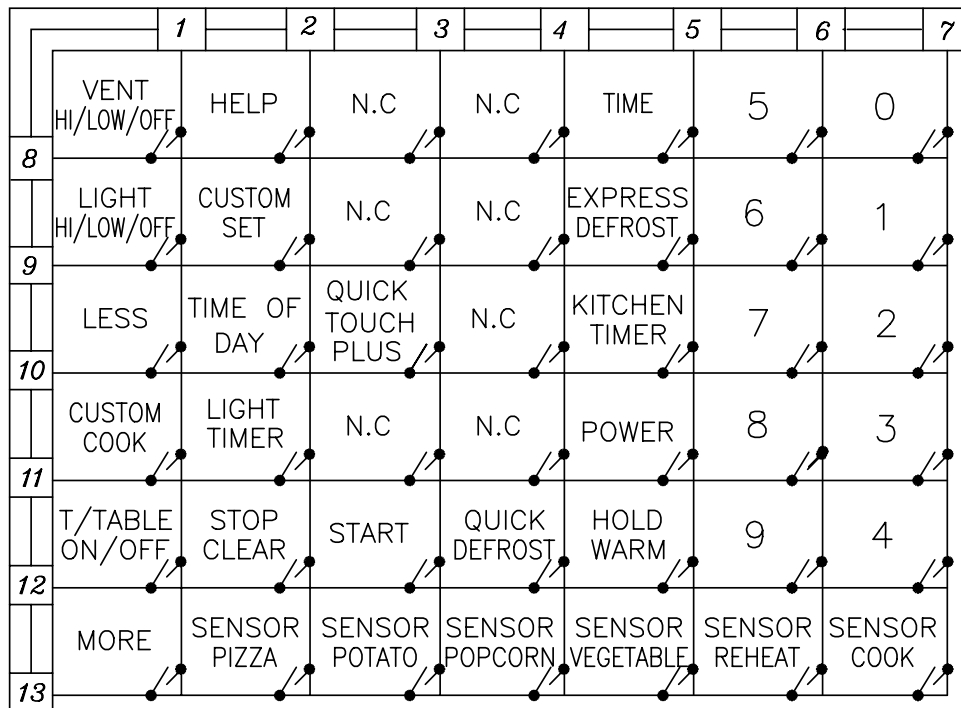 1 2 3 4 5 6 7
VENT HI/LOW/OFF
HELP
N.C
N.C
TIME
5
0
8
LIGHT HI/LOW/OFF
CUSTOM SET
N.C
N.C
EXPRESS DEFROST
6
1
9
LESS
TIME OF DAY
QUICK TOUCH PLUS
N.C
KITCHEN TIMER
7
2
10
CUSTOM COOK
LIGHT TIMER
N.C
N.C
POWER
8
3
11
T/TABLE ON/OFF
STOP CLEAR
START
QUICK DEFROST
HOLD WARM
9
4
12
MORE
SENSOR PIZZA
SENSOR POTATO
SENSOR POPCORN
SENSOR VEGETABLE
SENSOR REHEAT
SENSOR COOK
13